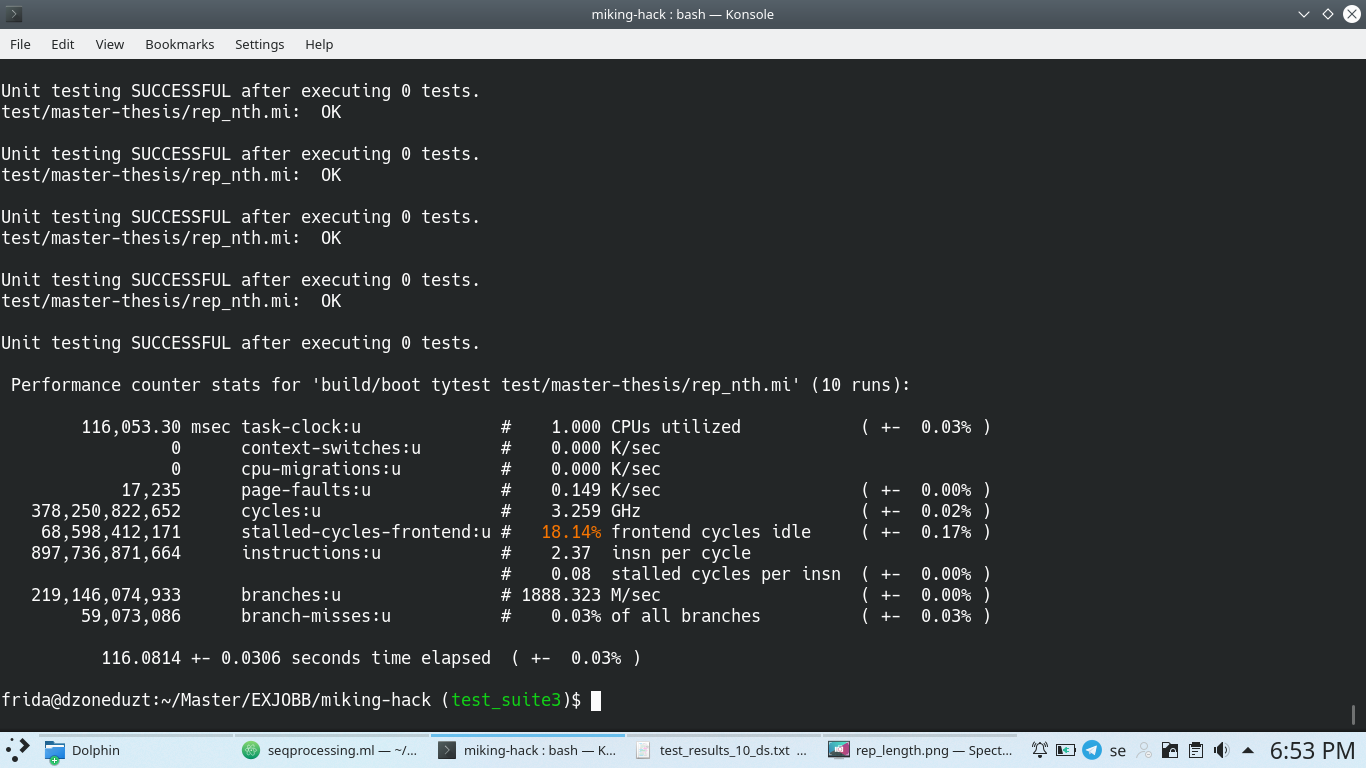 miking-hack : bash — Konsole
File Edit View Bookmarks Settings Help
Unit testing SUCCESSFUL after executing 0 tests.
test/master-thesis/rep_nth.mi:  OK
Unit testing SUCCESSFUL after executing 0 tests.
test/master-thesis/rep_nth.mi:  OK
Unit testing SUCCESSFUL after executing 0 tests.
test/master-thesis/rep_nth.mi:  OK
Unit testing SUCCESSFUL after executing 0 tests.
test/master-thesis/rep_nth.mi:  OK
Unit testing SUCCESSFUL after executing 0 tests.
Performance counter stats for 'build/boot tytest test/master-thesis/rep_nth.mi' (10 runs):
116,053.30 msec task-clock:u # 1.000 CPUs utilized ( +- 0.03% )
0 context-switches:u # 0.000 K/sec
0 cpu-migrations:u # 0.000 K/sec
17,235 page-faults:u # 0.149 K/sec ( +- 0.00% )
378,250,822,652 cycles:u # 3.259 GHz ( +- 0.02% )
68,598,412,171 stalled-cycles-frontend:u # 18.14% frontend cycles idle ( +- 0.17% )
897,736,871,664 instructions:u # 2.37 insn per cycle
# 0.08 stalled cycles per insn ( +- 0.00% )
219,146,074,933 branches:u # 1888.323 M/sec ( +- 0.00% )
59,073,086 branch-misses:u # 0.03% of all branches ( +- 0.03% )
116.0814 +- 0.0306 seconds time elapsed ( +- 0.03% )
frida@dzoneduzt:~/Master/EXJOBB/miking-hack (test_suite3)$
Dolphin seqprocessing.ml — ~/... miking-hack : bash — K... test_results_10_ds.txt ... rep_length.png — Spect... se 6:53 PM